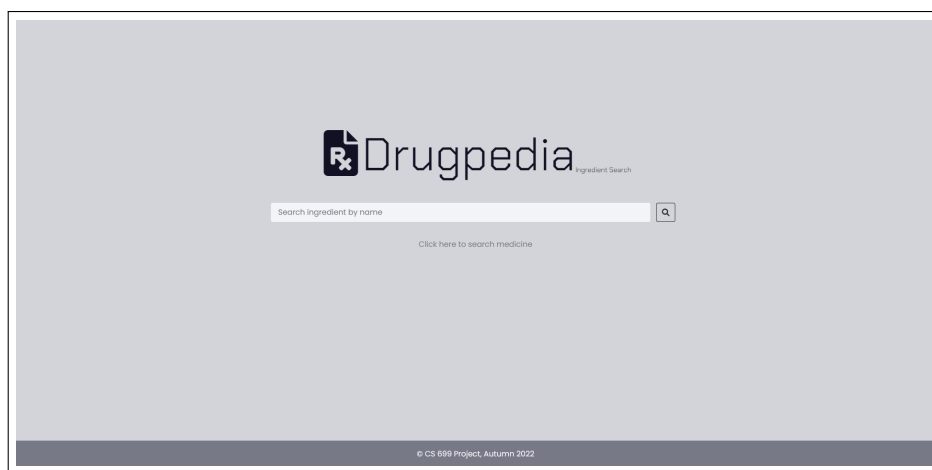 Rx Drugpedia Ingredient Search
Search ingredient by name
Click here to search medicine
© CS 699 Project, Autumn 2022